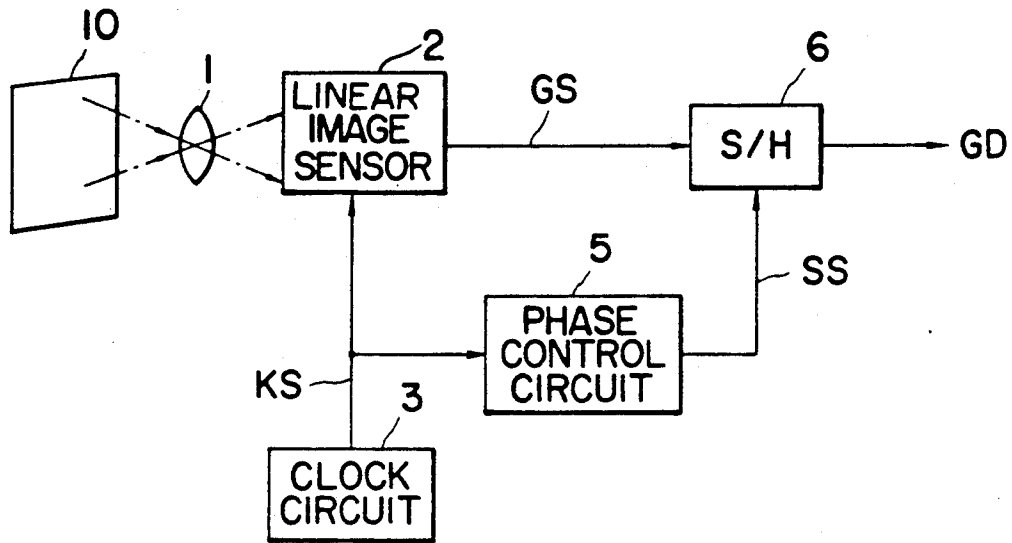 10
1
2
LINEAR
IMAGE
SENSOR
GS
6
S/H
GD
5
PHASE
CONTROL
CIRCUIT
SS
KS
3
CLOCK
CIRCUIT